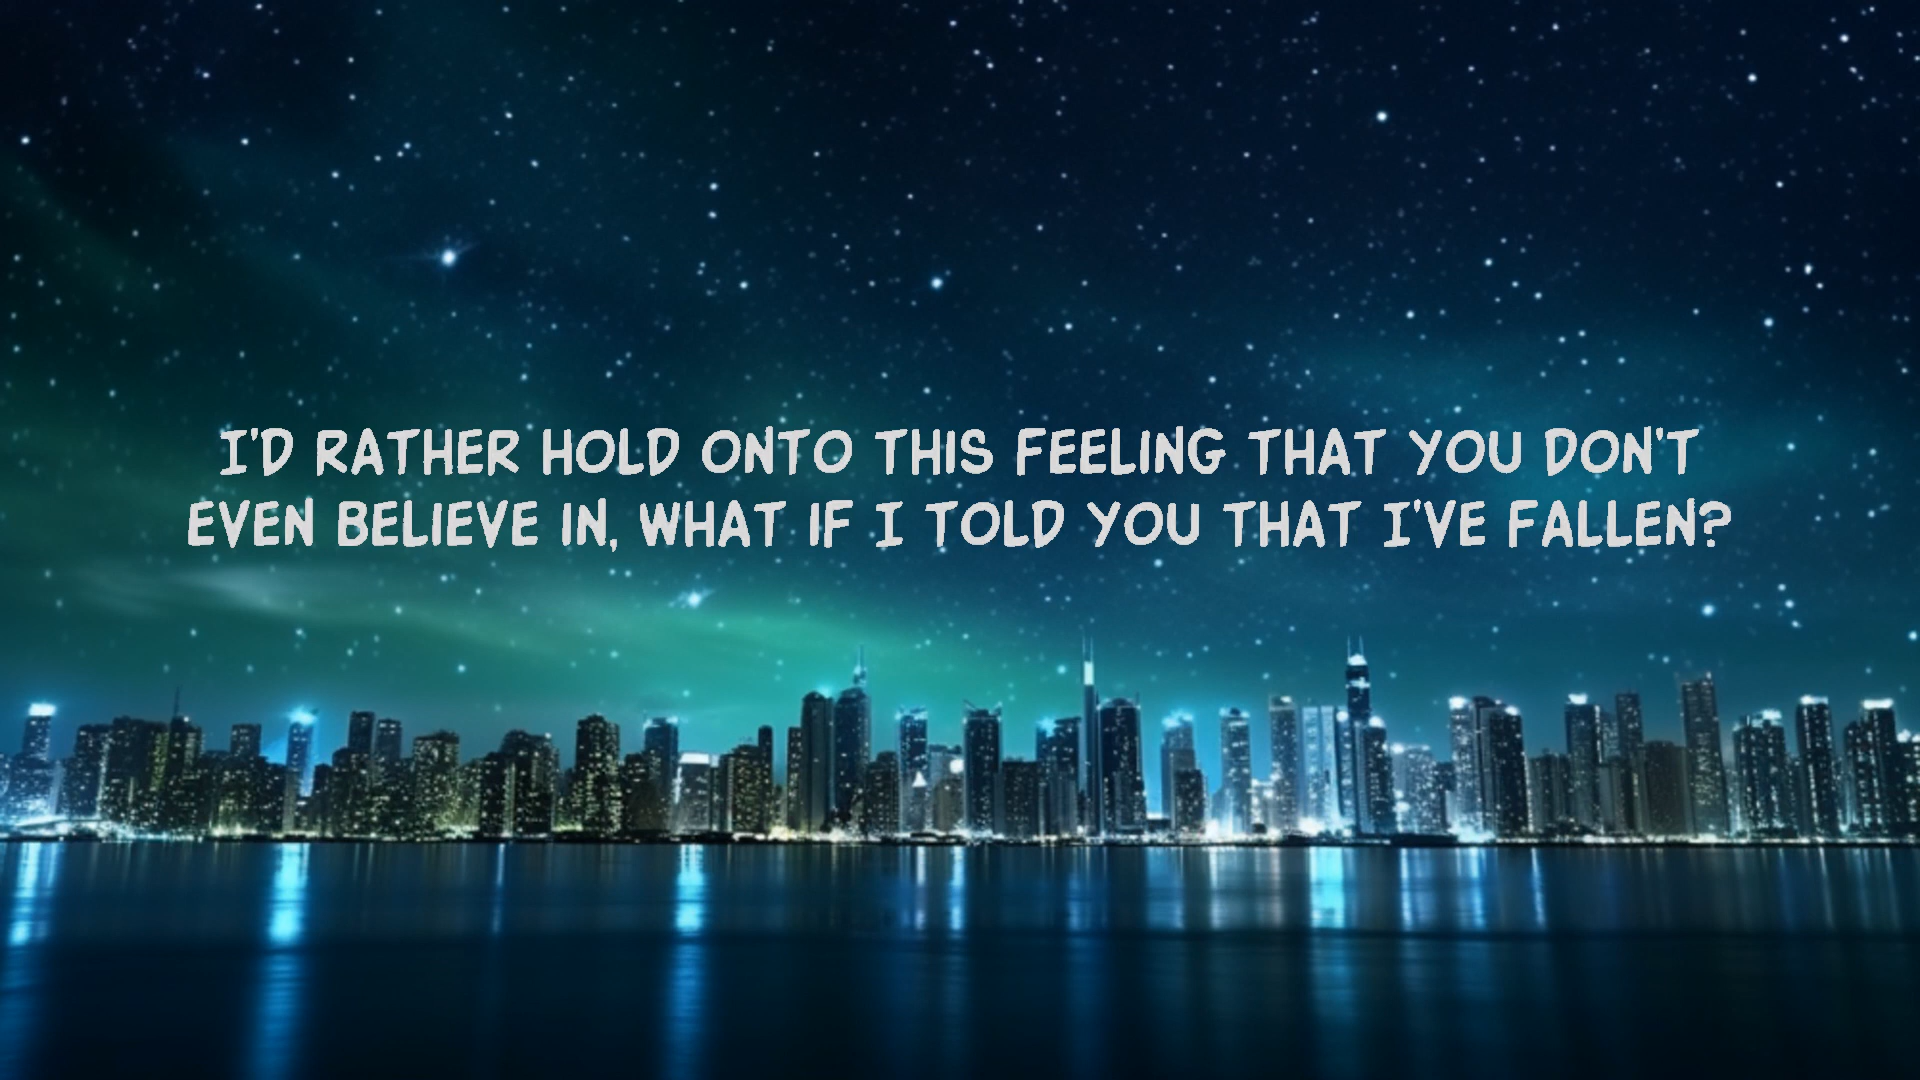 I'D RATHER HOLD ONTO THIS FEELING THAT YOU DON'T
EVEN BELIEVE IN, WHAT IF I TOLD YOU THAT I'VE FALLEN?